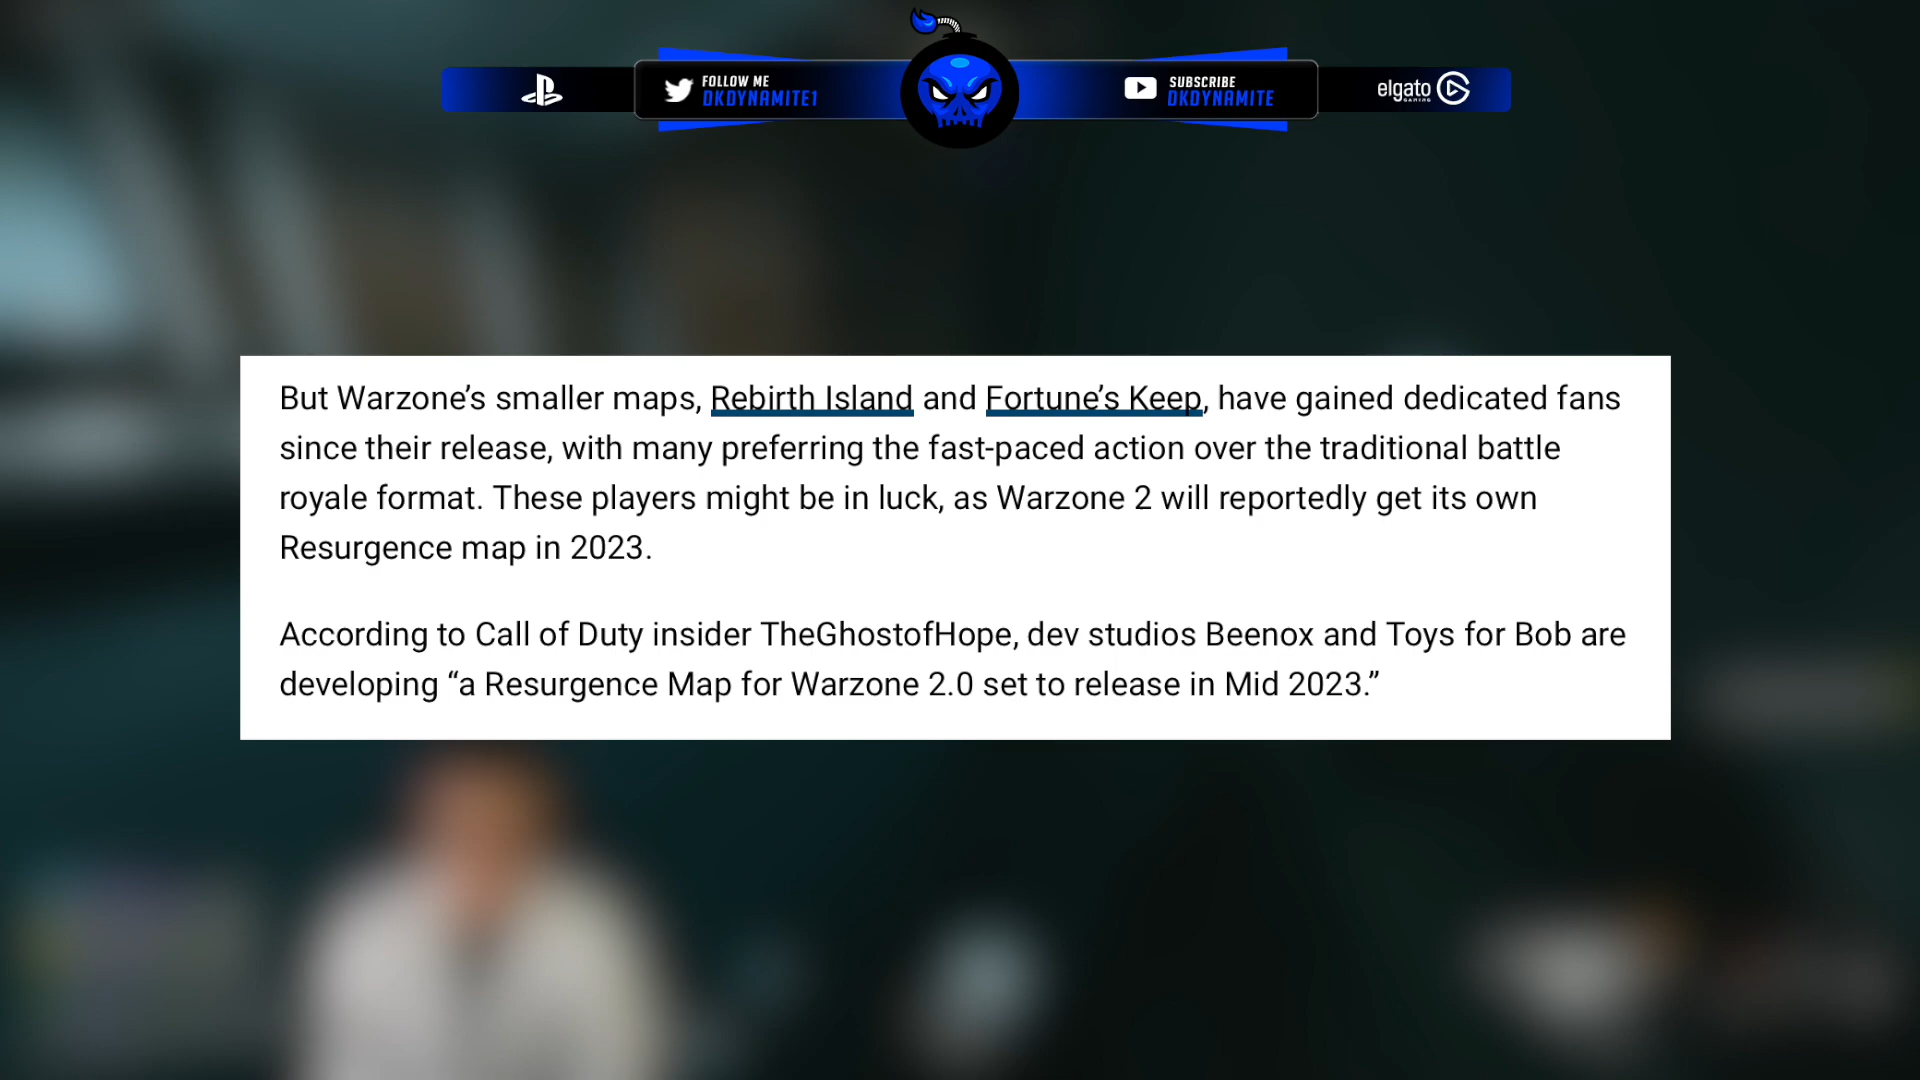 FOLLOW ME
DKDYNAMITE1
SUBSCRIBE
DKDYNAMITE
elgato
GAMING
But Warzone’s smaller maps, Rebirth Island and Fortune’s Keep, have gained dedicated fans
since their release, with many preferring the fast-paced action over the traditional battle
royale format. These players might be in luck, as Warzone 2 will reportedly get its own
Resurgence map in 2023.
According to Call of Duty insider TheGhostofHope, dev studios Beenox and Toys for Bob are
developing “a Resurgence Map for Warzone 2.0 set to release in Mid 2023.”